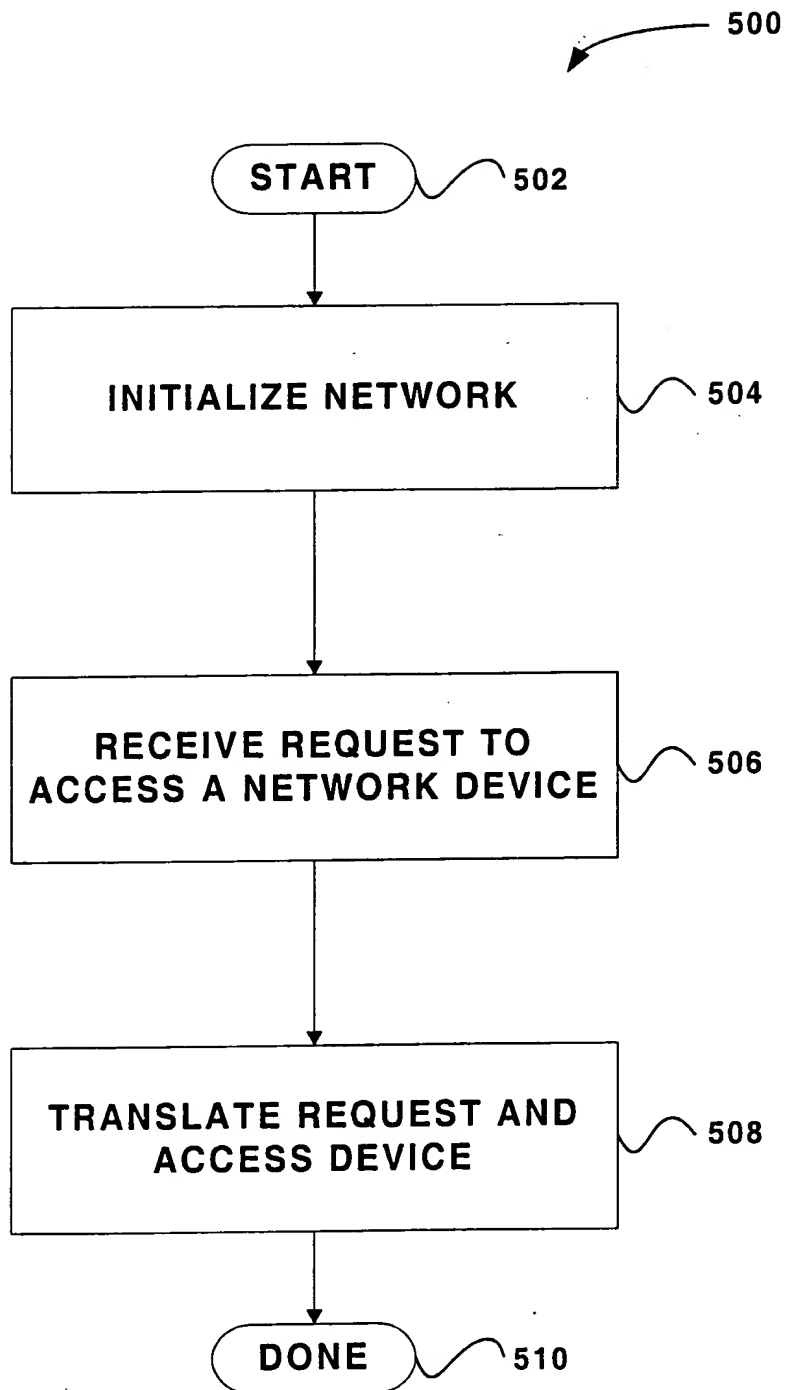 500
START
502
INITIALIZE NETWORK
504
RECEIVE REQUEST TO
ACCESS A NETWORK DEVICE
506
TRANSLATE REQUEST AND
ACCESS DEVICE
508
DONE
510